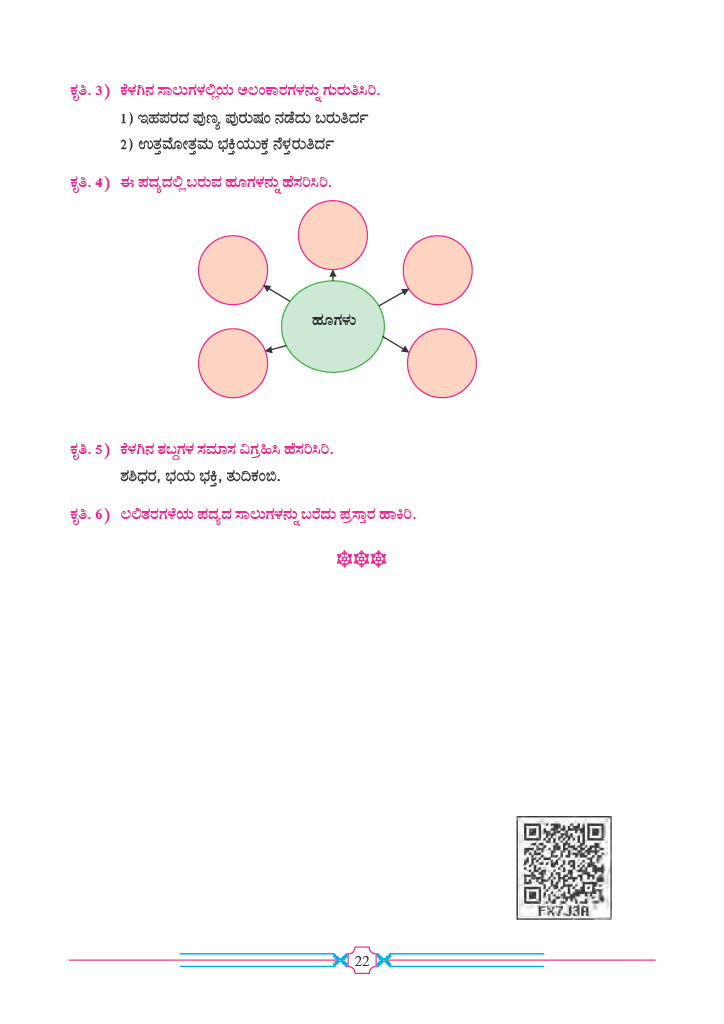 ಕೃತಿ. 3) ಕೆಳಗಿನ ಸಾಲುಗಳಲ್ಲಿಯ ಅಲಂಕಾರಗಳನ್ನು ಗುರುತಿಸಿರಿ.
1) ಇಹಪರದ ಪುಣ್ಯ ಪುರುಷಂ ನಡೆದು ಬರುತಿರ್ದ
2) ಉತ್ತಮೋತ್ತಮ ಭಕ್ತಿಯುಕ್ತ ನೆಳ್ತರುತಿರ್ದ
ಕೃತಿ. 4) ಈ ಪದ್ಯದಲ್ಲಿ ಬರುವ ಹೂಗಳನ್ನು ಹೆಸರಿಸಿರಿ.
ಹೂಗಳು
ಕೃತಿ. 5) ಕೆಳಗಿನ ಶಬ್ದಗಳ ಸಮಾಸ ವಿಗ್ರಹಿಸಿ ಹೆಸರಿಸಿರಿ.
ಶಶಿಧರ, ಭಯ ಭಕ್ತಿ, ತುದಿಕಂಬಿ.
ಕೃತಿ. 6) ಲಲಿತರಗಳೆಯ ಪದ್ಯದ ಸಾಲುಗಳನ್ನು ಬರೆದು ಪ್ರಸ್ತಾರ ಹಾಕಿರಿ.
FX7J3A
22